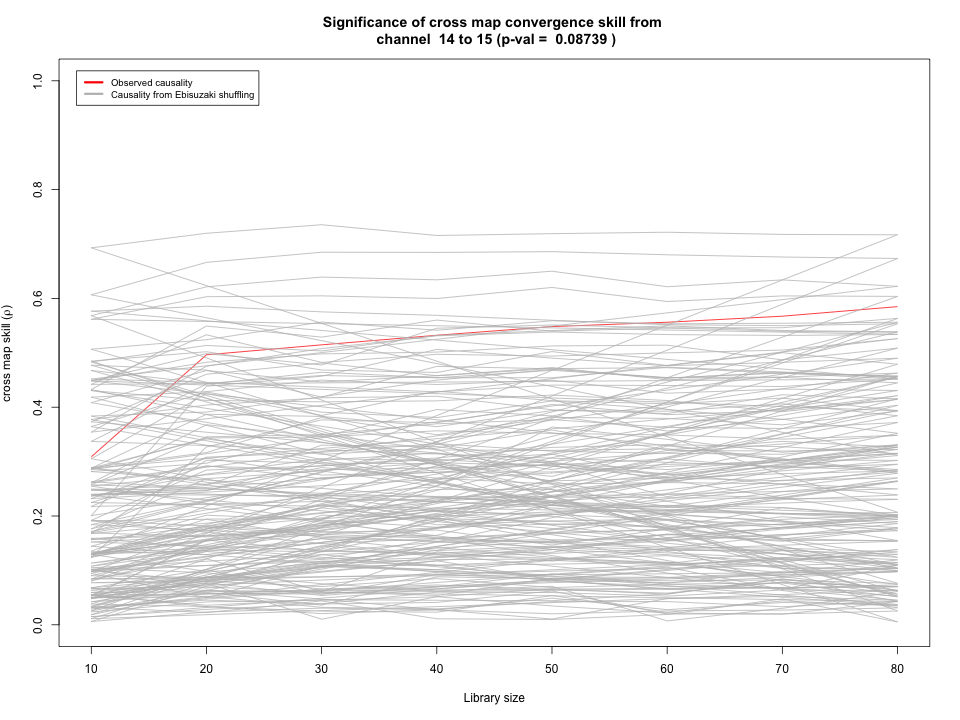 Significance of cross map convergence skill from
channel  14 to 15 (p-val =  0.08739 )
Observed causality
Causality from Ebisuzaki shuffling
cross map skill (ρ)
1.0
0.8
0.6
0.4
0.2
0.0
10 20 30 40 50 60 70 80
Library size